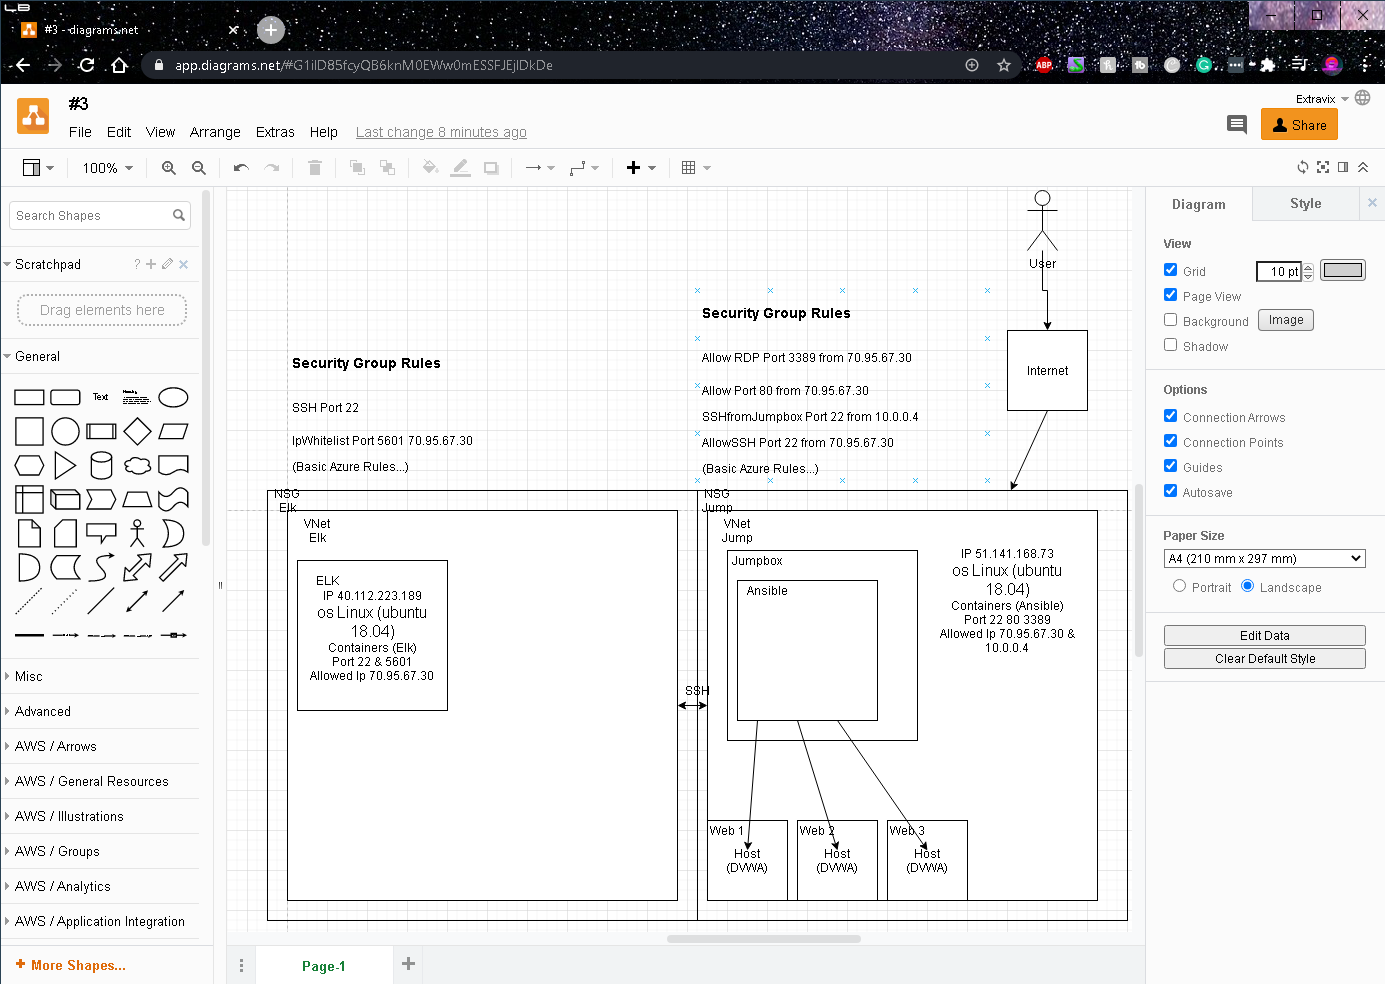 #3 - diagrams.net
app.diagrams.net/#G1ilD85fcyQB6knM0EWw0mESSFJEjIDkDe
ABP
#3
File Edit View Arrange Extras Help Last change 8 minutes ago
Extravix
Share
100%
Search Shapes
Scratchpad
?
Drag elements here
General
Text
Misc
Advanced
AWS / Arrows
AWS / General Resources
AWS / Illustrations
AWS / Groups
AWS / Analytics
AWS / Application Integration
More Shapes...
User
Internet
Security Group Rules
Allow RDP Port 3389 from 70.95.67.30
Allow Port 80 from 70.95.67.30
SSHfromJumpbox Port 22 from 10.0.0.4
AllowSSH Port 22 from 70.95.67.30
(Basic Azure Rules...)
Security Group Rules
SSH Port 22
IpWhitelist Port 5601 70.95.67.30
(Basic Azure Rules...)
NSG
Elk
VNet
Elk
ELK
IP 40.112.223.189
os Linux (ubuntu
18.04)
Containers (Elk)
Port 22 & 5601
Allowed Ip 70.95.67.30
SSH
NSG
Jump
VNet
Jump
Jumpbox
Ansible
IP 51.141.168.73
os Linux (ubuntu
18.04)
Containers (Ansible)
Port 22 80 3389
Allowed Ip 70.95.67.30 &
10.0.0.4
Web 1
Host
(DVWA)
Web 2
Host
(DVWA)
Web 3
Host
(DVWA)
Page-1
Diagram Style
View
Grid 10 pt
Page View
Background Image
Shadow
Options
Connection Arrows
Connection Points
Guides
Autosave
Paper Size
A4 (210 mm x 297 mm)
Portrait Landscape
Edit Data
Clear Default Style